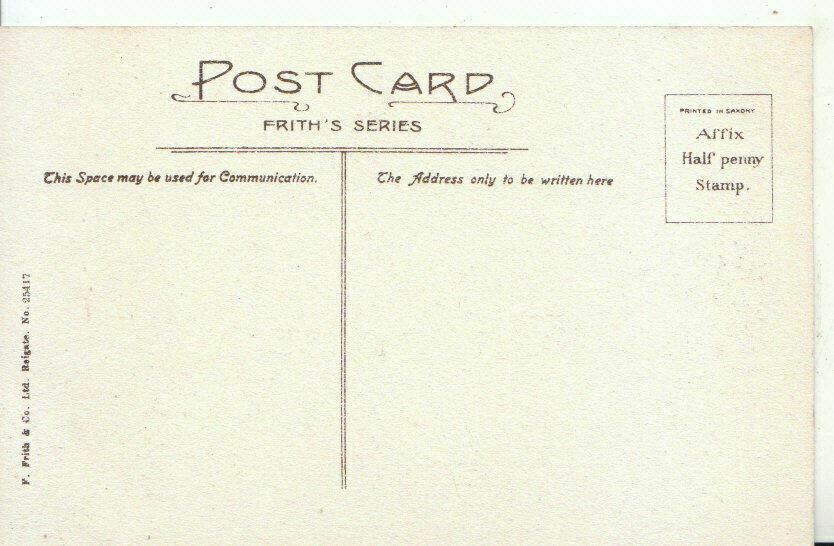 POST CARD
FRITH'S SERIES
This Space may be used for Communication.
The Address only to be written here
PRINTED IN SAXONY
Affix
Half penny
Stamp.
F. Frith & Co. Ltd. Reigate. No. 25417